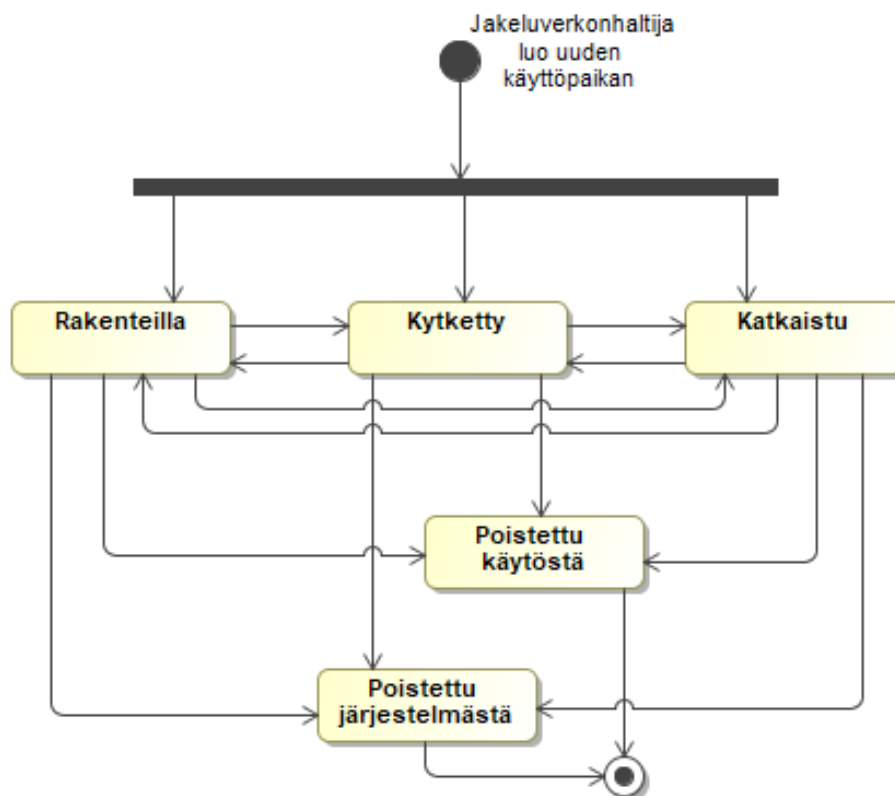 Jakeluverkonhaltija
luo uuden
käyttöpaikan
Rakenteilla
Kytketty
Katkaistu
Poistettu
käytöstä
Poistettu
järjestelmästä